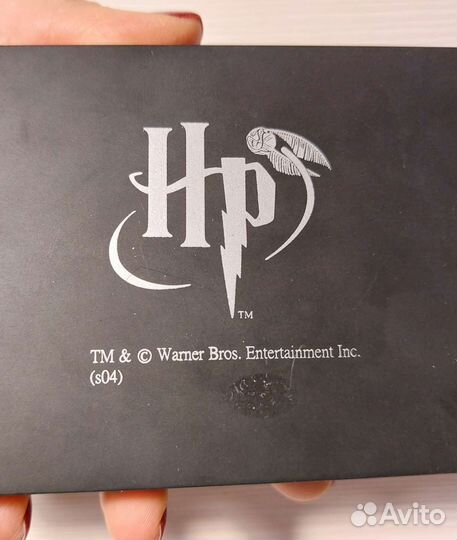 HP
TM
TM & © Warner Bros. Entertainment Inc.
(s04)
Avito